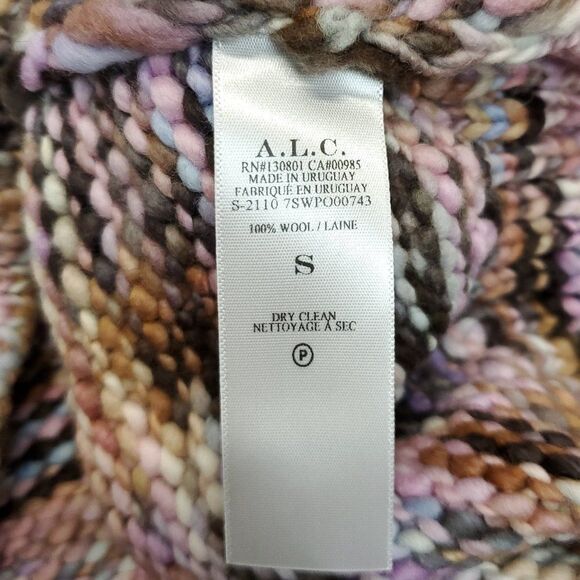 A.L.C.
RN#130801 CA#00985
MADE IN URUGUAY
FABRIQUÉ EN URUGUAY
S-2110 7SWPO00743
100% WOOL / LAINE
S
DRY CLEAN
NETTOYAGE À SEC
P